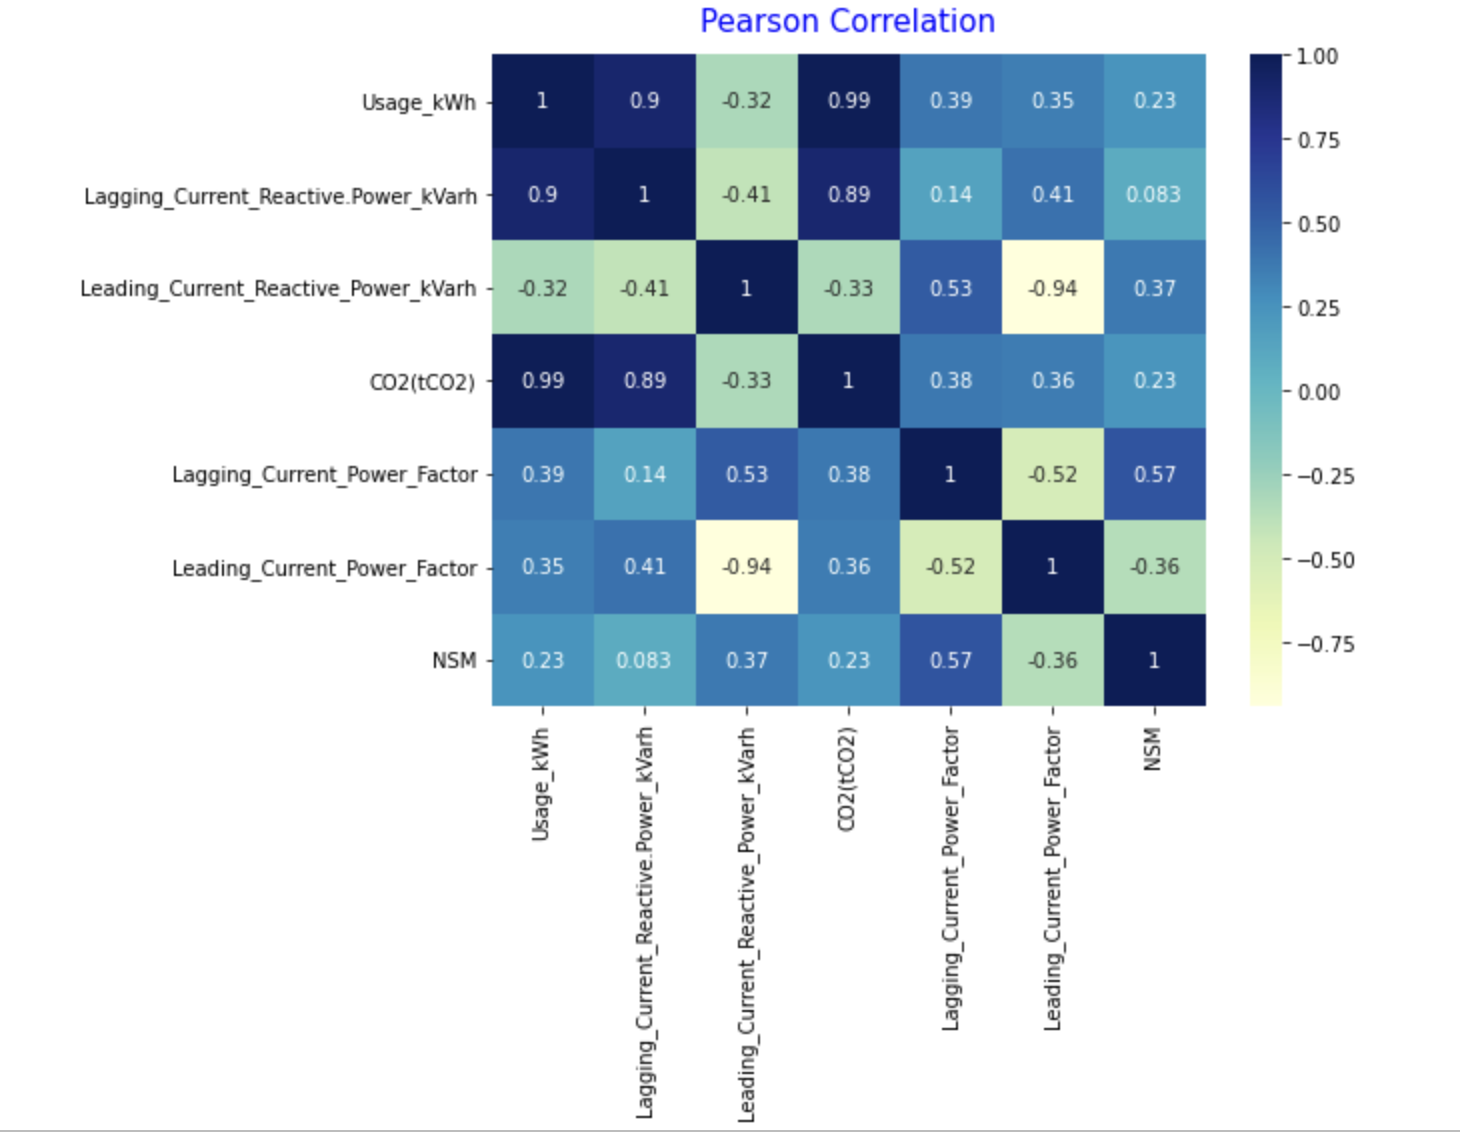 Pearson Correlation
Usage_kWh 1 0.9 -0.32 0.99 0.39 0.35 0.23
Lagging_Current_Reactive.Power_kVarh 0.9 1 -0.41 0.89 0.14 0.41 0.083
Leading_Current_Reactive_Power_kVarh -0.32 -0.41 1 -0.33 0.53 -0.94 0.37
CO2(tCO2) 0.99 0.89 -0.33 1 0.38 0.36 0.23
Lagging_Current_Power_Factor 0.39 0.14 0.53 0.38 1 -0.52 0.57
Leading_Current_Power_Factor 0.35 0.41 -0.94 0.36 -0.52 1 -0.36
NSM 0.23 0.083 0.37 0.23 0.57 -0.36 1
Usage_kWh
Lagging_Current_Reactive.Power_kVarh
Leading_Current_Reactive_Power_kVarh
CO2(tCO2)
Lagging_Current_Power_Factor
Leading_Current_Power_Factor
NSM
1.00
0.75
0.50
0.25
0.00
−0.25
−0.50
−0.75